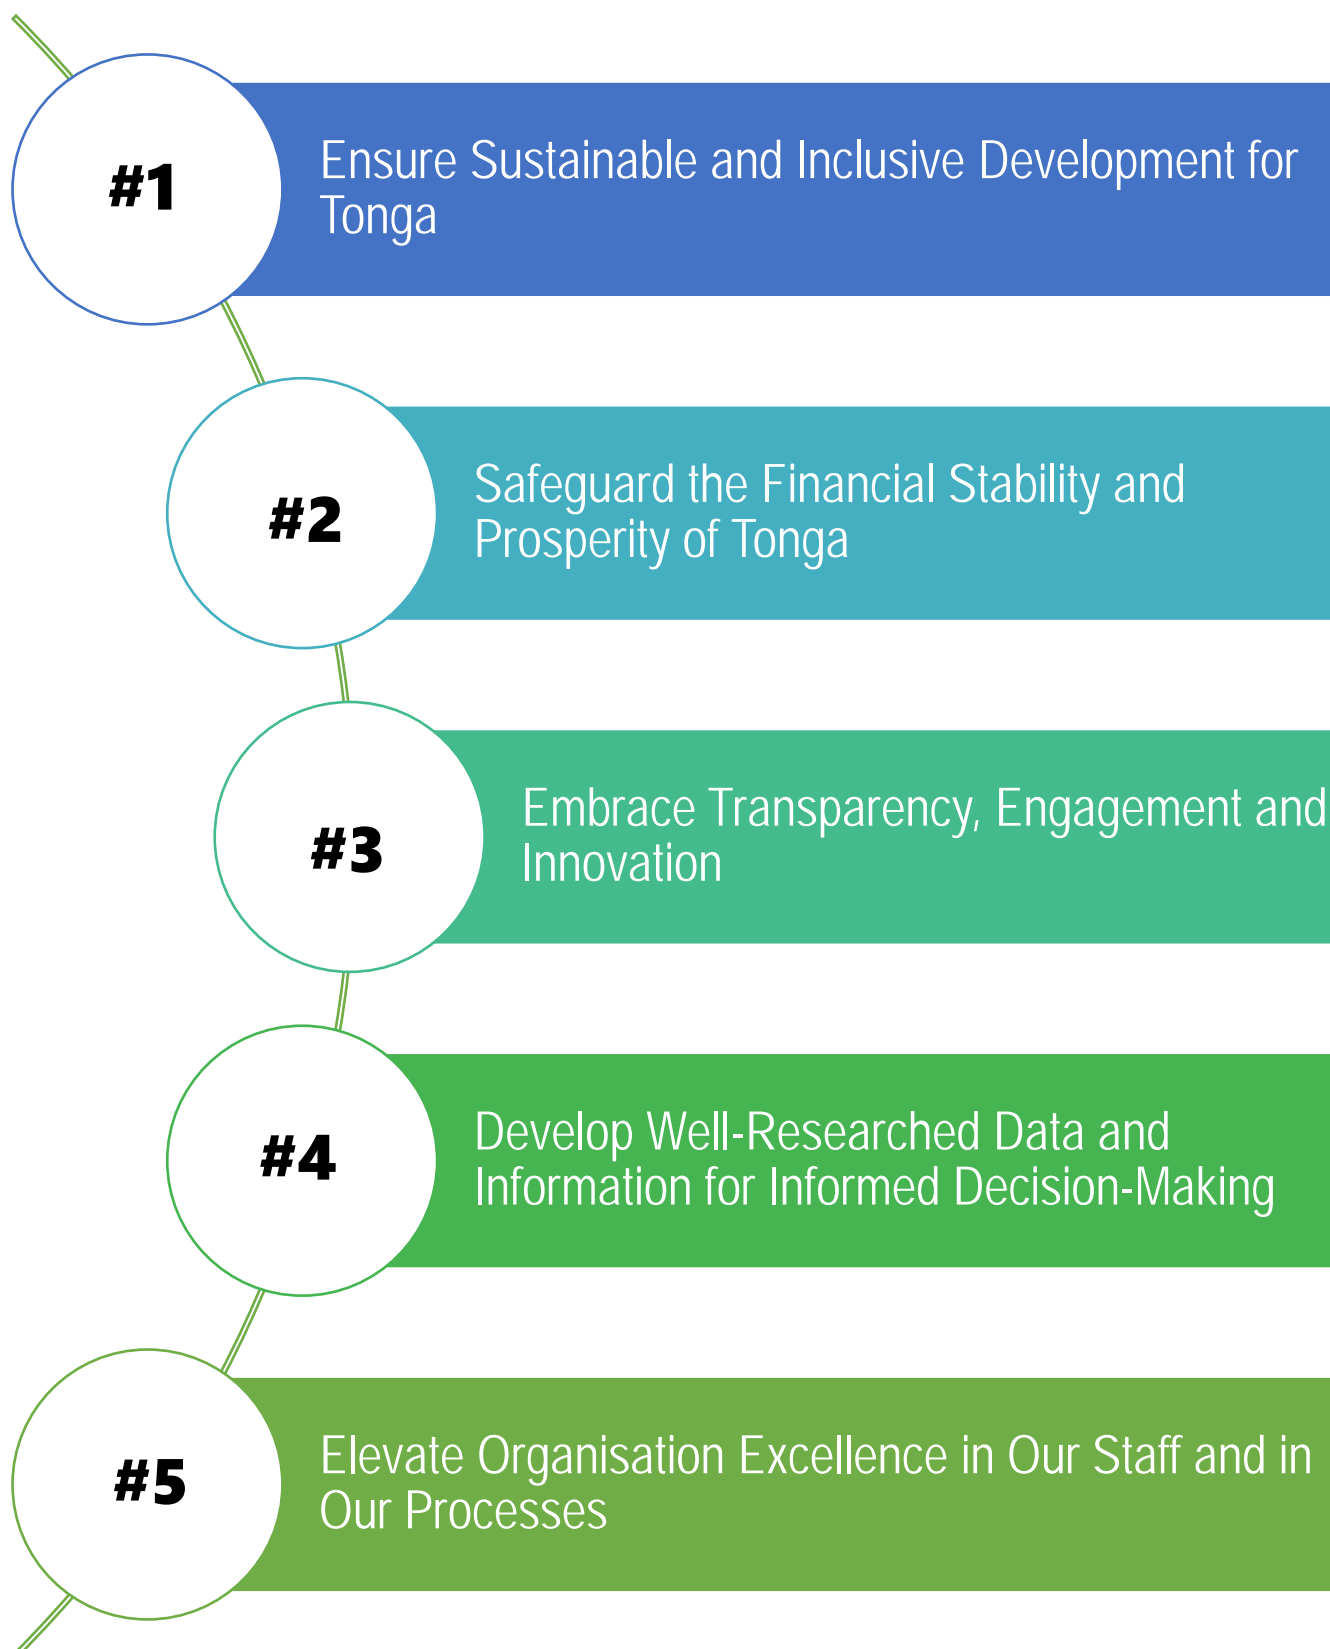 #1
Ensure Sustainable and Inclusive Development for
Tonga
#2
Safeguard the Financial Stability and
Prosperity of Tonga
#3
Embrace Transparency, Engagement and
Innovation
#4
Develop Well-Researched Data and
Information for Informed Decision-Making
#5
Elevate Organisation Excellence in Our Staff and in
Our Processes